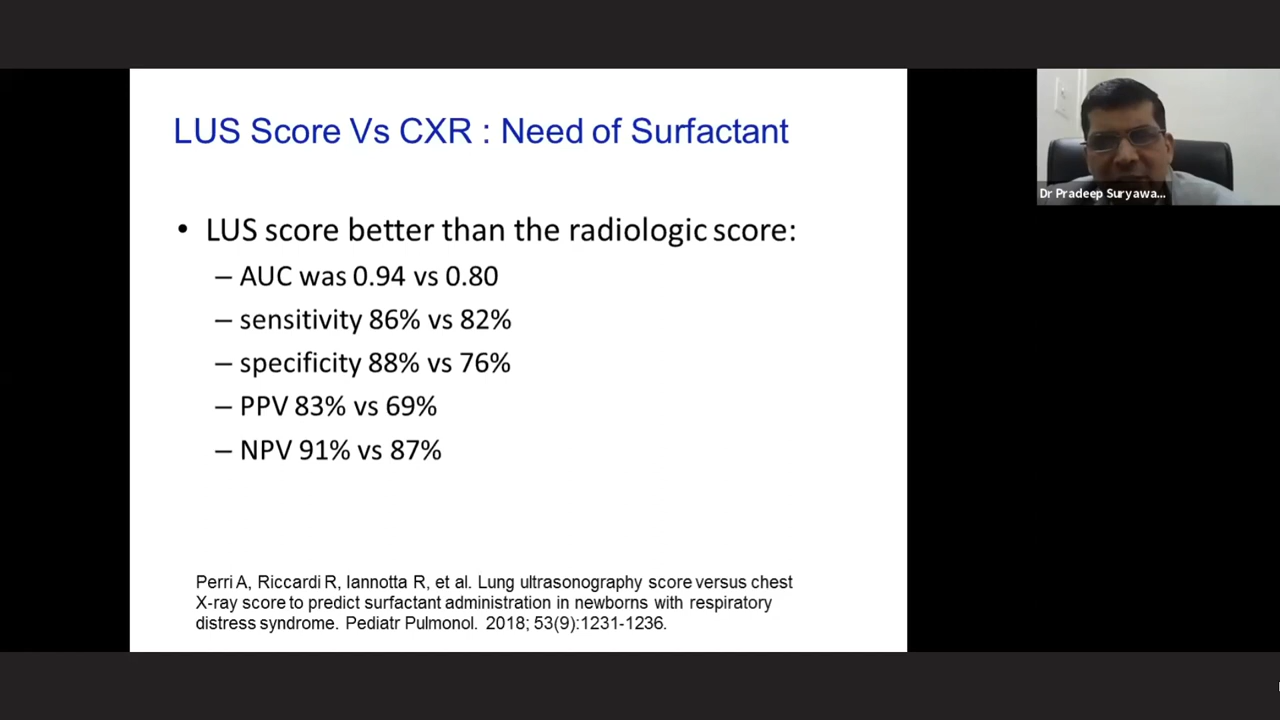 LUS Score Vs CXR : Need of Surfactant
• LUS score better than the radiologic score:
– AUC was 0.94 vs 0.80
– sensitivity 86% vs 82%
– specificity 88% vs 76%
– PPV 83% vs 69%
– NPV 91% vs 87%
Perri A, Riccardi R, Iannotta R, et al. Lung ultrasonography score versus chest
X-ray score to predict surfactant administration in newborns with respiratory
distress syndrome. Pediatr Pulmonol. 2018; 53(9):1231-1236.
Dr Pradeep Suryawa...